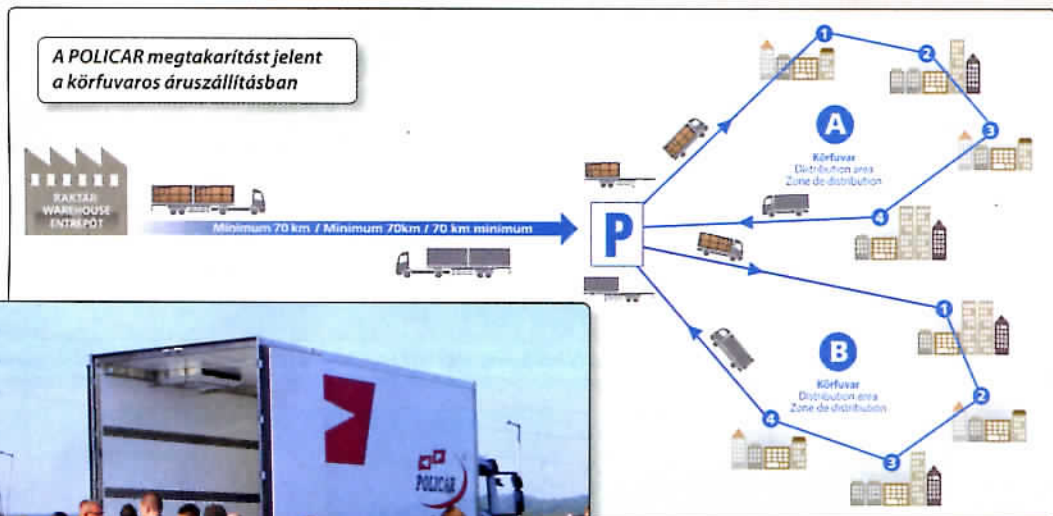 A POLICAR megtakarítást jelent
a körfuvaros áruszállításban
RAKTÁR
WAREHOUSE
ENTREPÔT
Minimum 70 km / Minimum 70km / 70 km minimum
P
1
2
3
4
A
Körfuvar
Distribution area
Zone de distribution
1
2
3
4
B
Körfuvar
Distribution area
Zone de distribution
POLICAR